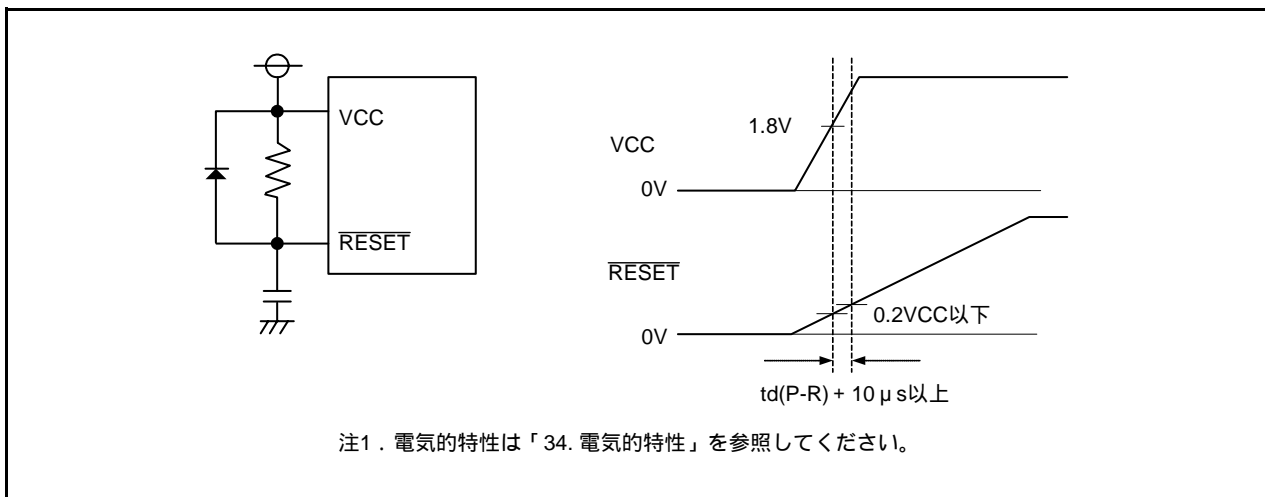 VCC
RESET
1.8V
VCC
0V
RESET
0.2VCC以下
0V
td(P-R) + 10 μ s以上
注1．電気的特性は「34. 電気的特性」を参照してください。